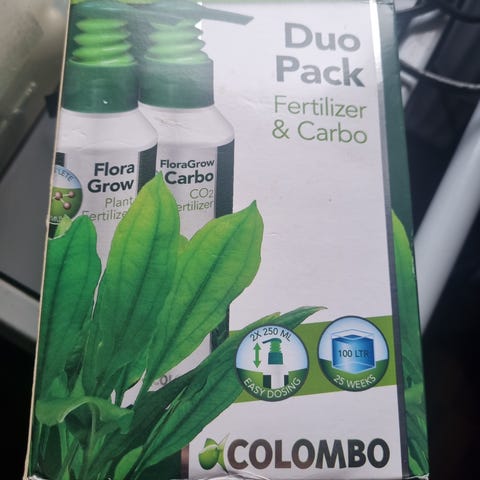 Duo
Pack
Fertilizer
& Carbo
Flora
Grow
Plant
Fertilizer
FloraGrow
Carbo
CO2
2X 250 ML
EASY DOSING
100 LTR
25 WEEKS
COLOMBO